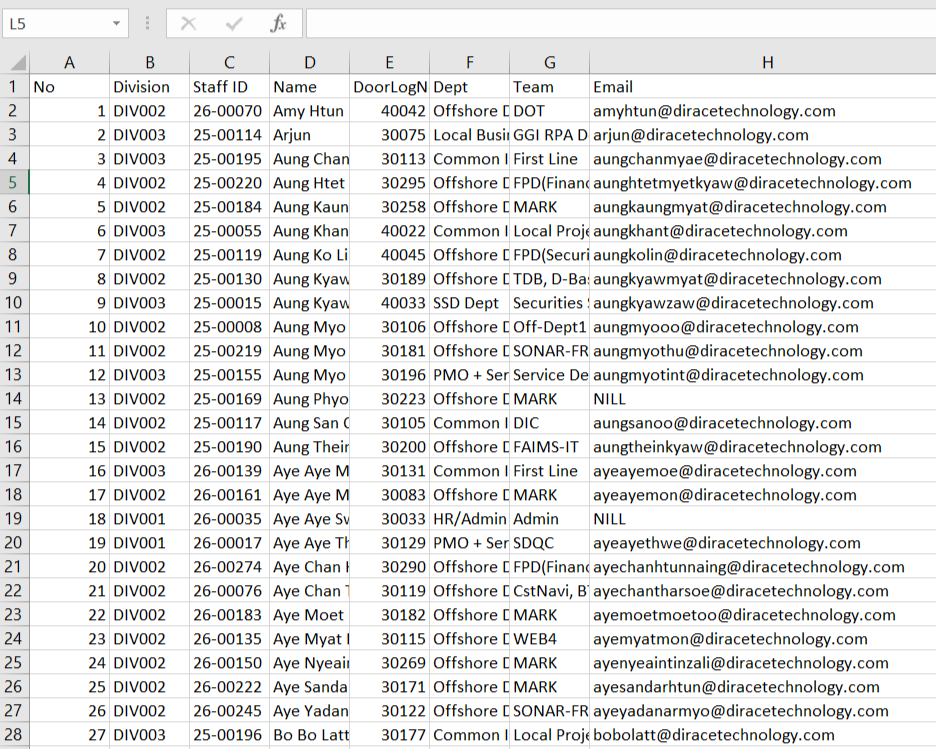 L5 fx
A B C D E F G H
1 No Division Staff ID Name DoorLogN Dept Team Email
2 1 DIV002 26-00070 Amy Htun 40042 Offshore D DOT amyhtun@diracetechnology.com
3 2 DIV003 25-00114 Arjun 30075 Local Busi GGI RPA D arjun@diracetechnology.com
4 3 DIV003 25-00195 Aung Chan 30113 Common I First Line aungchanmyae@diracetechnology.com
5 4 DIV002 25-00220 Aung Htet 30295 Offshore D FPD(Financ aunghtetmyetkyaw@diracetechnology.com
6 5 DIV002 25-00184 Aung Kaun 30258 Offshore D MARK aungkaungmyat@diracetechnology.com
7 6 DIV003 25-00055 Aung Khan 40022 Common I Local Proje aungkhant@diracetechnology.com
8 7 DIV002 25-00119 Aung Ko Li 40045 Offshore D FPD(Securi aungkolin@diracetechnology.com
9 8 DIV002 25-00130 Aung Kyaw 30189 Offshore D TDB, D-Ba aungkyawmyat@diracetechnology.com
10 9 DIV003 25-00015 Aung Kyaw 40033 SSD Dept Securities aungkyawzaw@diracetechnology.com
11 10 DIV002 25-00008 Aung Myo 30106 Offshore D Off-Dept1 aungmyooo@diracetechnology.com
12 11 DIV002 25-00219 Aung Myo 30181 Offshore D SONAR-FR aungmyothu@diracetechnology.com
13 12 DIV003 25-00155 Aung Myo 30196 PMO + Ser Service De aungmyotint@diracetechnology.com
14 13 DIV002 25-00169 Aung Phyo 30223 Offshore D MARK NILL
15 14 DIV002 25-00117 Aung San 30105 Common I DIC aungsanoo@diracetechnology.com
16 15 DIV002 25-00190 Aung Thein 30200 Offshore D FAIMS-IT aungtheinkyaw@diracetechnology.com
17 16 DIV003 26-00139 Aye Aye M 30131 Common I First Line ayeayemoe@diracetechnology.com
18 17 DIV002 26-00161 Aye Aye M 30083 Offshore D MARK ayeayemon@diracetechnology.com
19 18 DIV001 26-00035 Aye Aye Sw 30033 HR/Admin Admin NILL
20 19 DIV001 26-00017 Aye Aye Th 30129 PMO + Ser SDQC ayeayethwe@diracetechnology.com
21 20 DIV002 26-00274 Aye Chan 30290 Offshore D FPD(Financ ayechanhtunnaing@diracetechnology.com
22 21 DIV002 26-00076 Aye Chan T 30119 Offshore D CstNavi, B ayechantharsoe@diracetechnology.com
23 22 DIV002 26-00183 Aye Moet 30182 Offshore D MARK ayemoetmoetoo@diracetechnology.com
24 23 DIV002 26-00135 Aye Myat 30115 Offshore D WEB4 ayemyatmon@diracetechnology.com
25 24 DIV002 26-00150 Aye Nyeain 30269 Offshore D MARK ayenyeaintinzali@diracetechnology.com
26 25 DIV002 26-00222 Aye Sanda 30171 Offshore D MARK ayesandarhtun@diracetechnology.com
27 26 DIV002 26-00245 Aye Yadan 30122 Offshore D SONAR-FR ayeyadanarmyo@diracetechnology.com
28 27 DIV003 25-00196 Bo Bo Latt 30177 Common I Local Proje bobolatt@diracetechnology.com